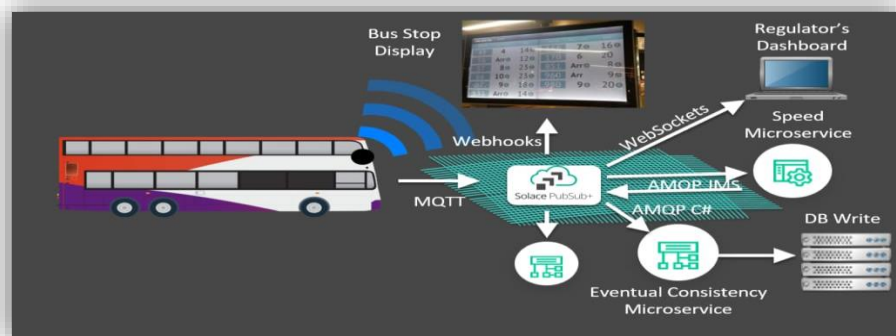 Bus Stop
Display
Regulator's
Dashboard
Speed
Microservice
Webhooks
WebSockets
MQTT
Solace PubSub+
AMQP JMS
AMQP C#
DB Write
Eventual Consistency
Microservice